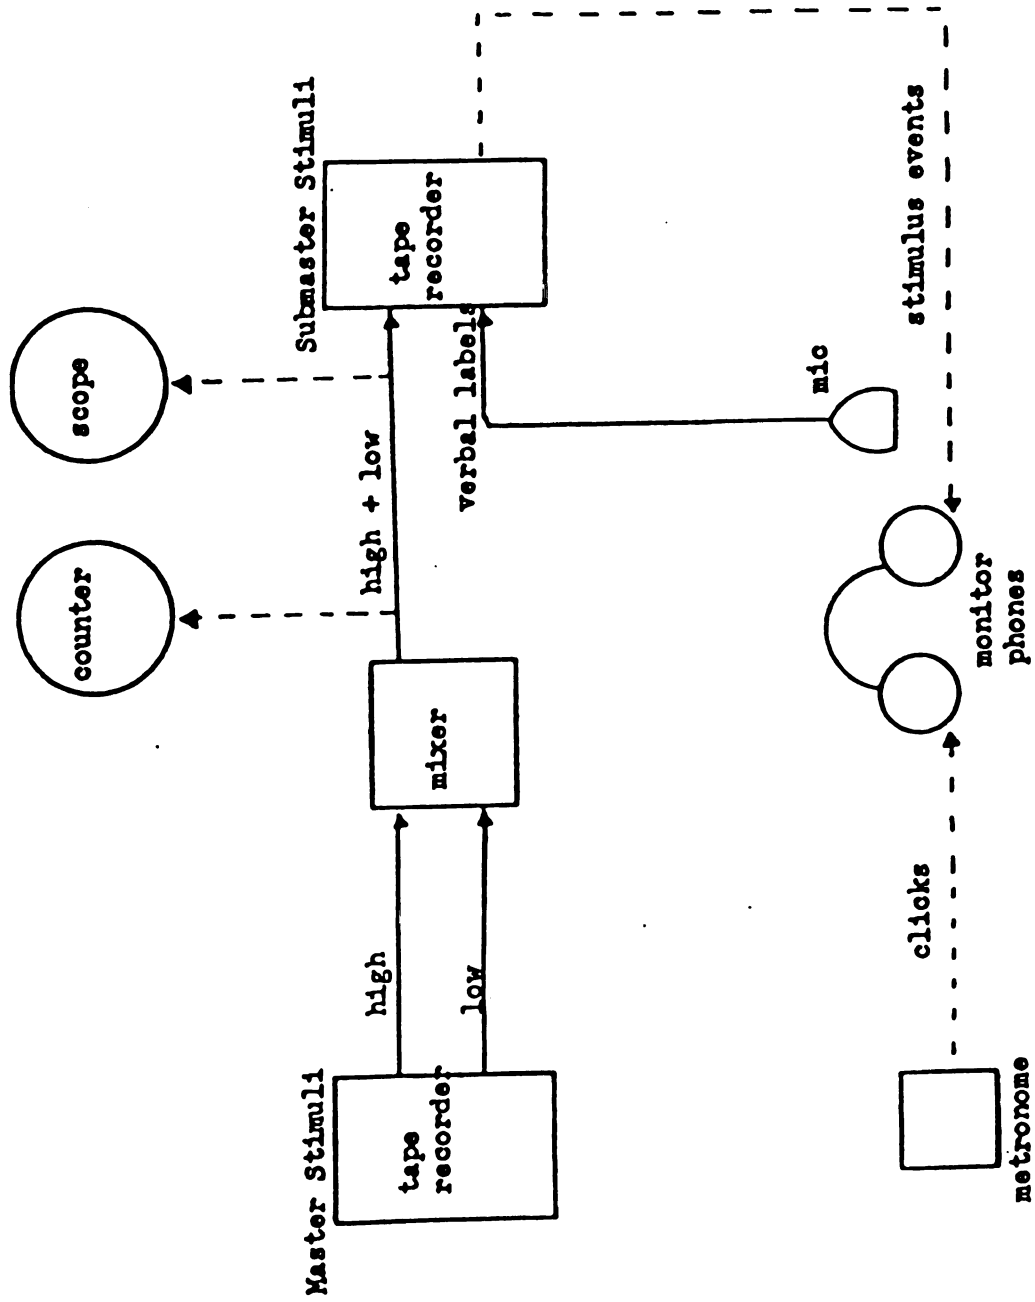 counter
scope
Master Stimuli
tape
recorder
high
low
mixer
high + low
verbal labels
Submaster Stimuli
tape
recorder
mic
metronome
clicks
monitor
phones
stimulus events